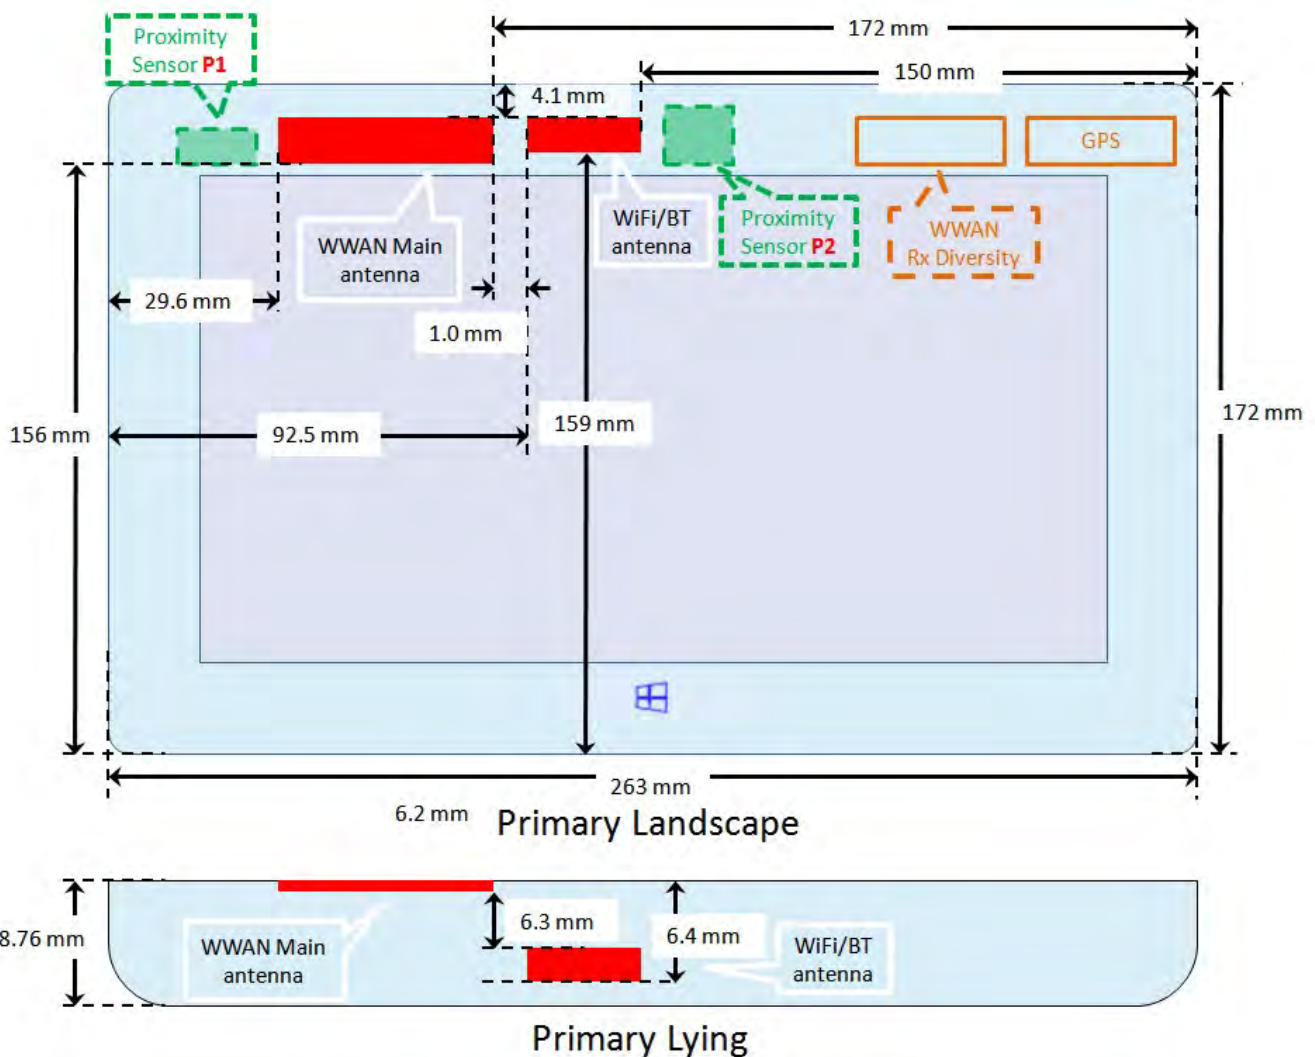 172 mm
Proximity
Sensor P1
150 mm
4.1 mm
GPS
WWAN Main
antenna
WiFi/BT
antenna
Proximity
Sensor P2
WWAN
Rx Diversity
29.6 mm
1.0 mm
156 mm
92.5 mm
159 mm
172 mm
263 mm
6.2 mm
Primary Landscape
8.76 mm
WWAN Main
antenna
6.3 mm
6.4 mm
WiFi/BT
antenna
Primary Lying